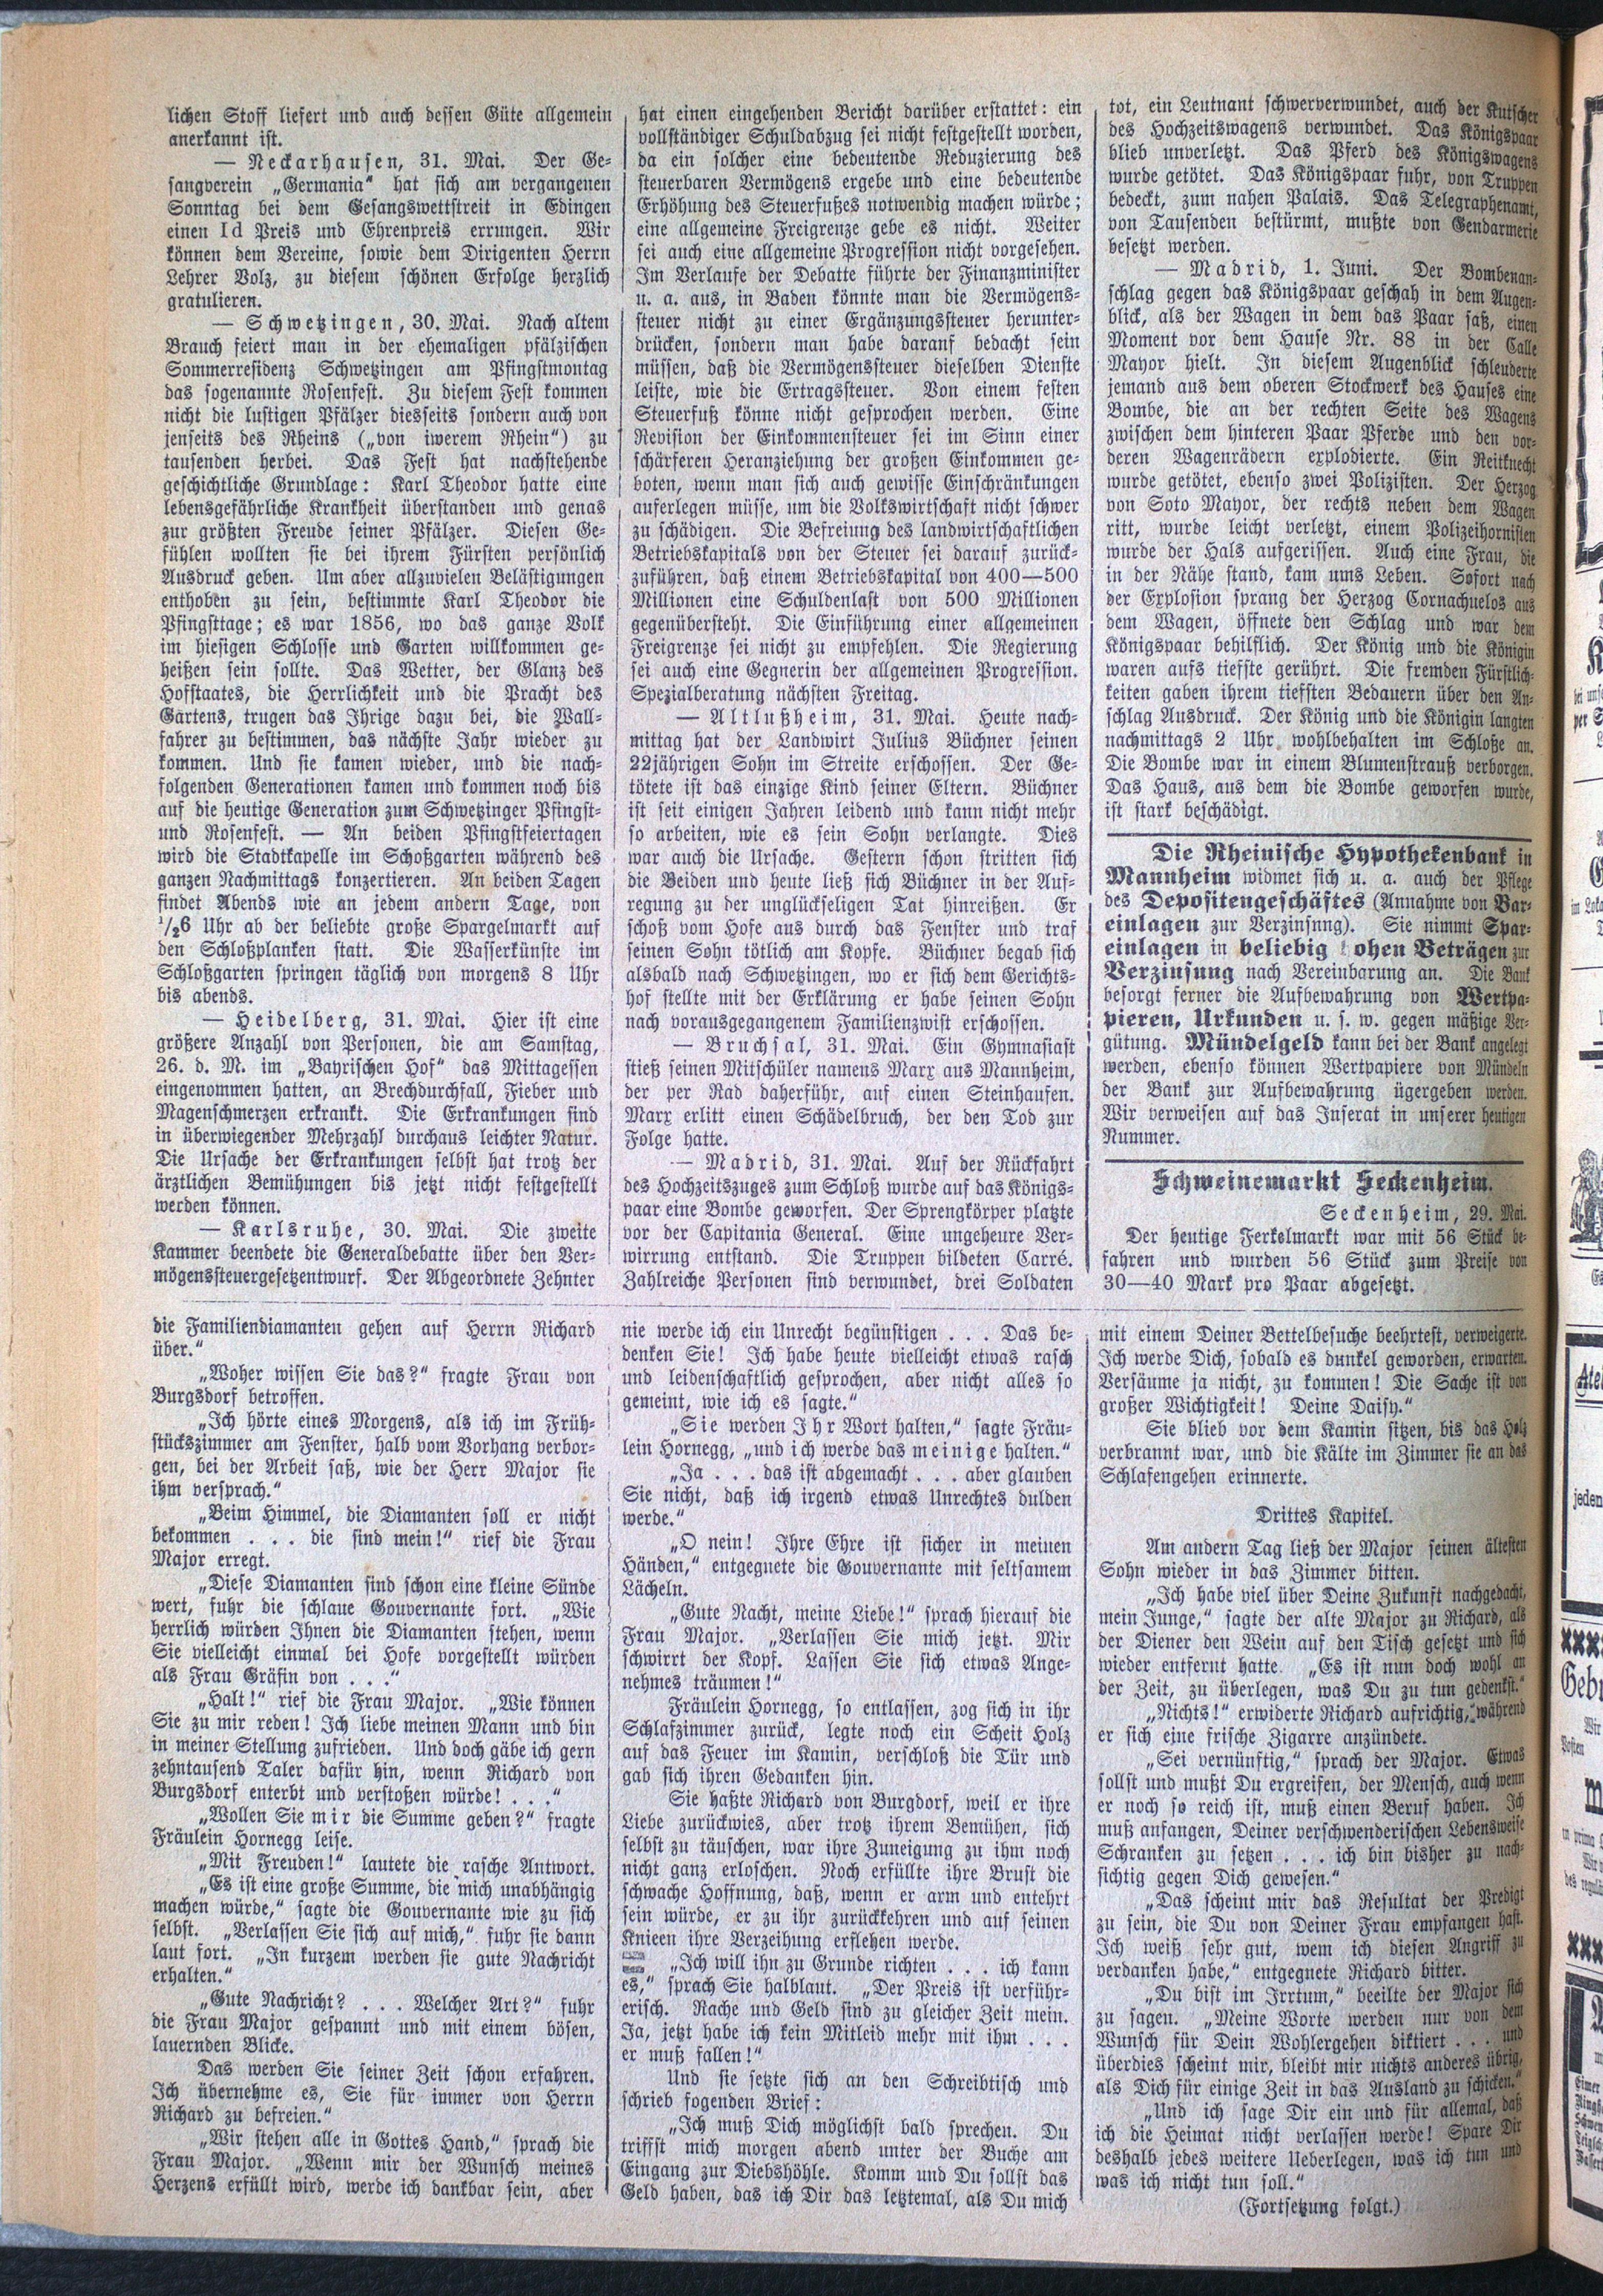 lichen Stoff liefert und auch dessen Güte allgemein
anerkannt ist.
— Neckarhausen, 31. Mai. Der Ge-
sangverein „Germania“ hat sich am vergangenen
Sonntag bei dem Gesangswettstreit in Edingen
einen Id Preis und Ehrenpreis errungen. Wir
können dem Vereine, sowie dem Dirigenten Herrn
Lehrer Volz, zu diesem schönen Erfolge herzlich
gratulieren.
— Schwetzingen, 30. Mai. Nach altem
Brauch feiert man in der ehemaligen pfälzischen
Sommerresidenz Schwetzingen am Pfingstmontag
das sogenannte Rosenfest. Zu diesem Fest kommen
nicht die lustigen Pfälzer diesseits sondern auch von
jenseits des Rheins („von iwerem Rhein“) zu
tausenden herbei. Das Fest hat nachstehende
geschichtliche Grundlage: Karl Theodor hatte eine
lebensgefährliche Krankheit überstanden und genas
zur größten Freude seiner Pfälzer. Diesen Ge-
fühlen wollten sie bei ihrem Fürsten persönlich
Ausdruck geben. Um aber allzuvielen Belästigungen
enthoben zu sein, bestimmte Karl Theodor die
Pfingsttage; es war 1856, wo das ganze Volk
im hiesigen Schlosse und Garten willkommen ge-
heißen sein sollte. Das Wetter, der Glanz des
Hofstaates, die Herrlichkeit und die Pracht des
Gartens, trugen das Ihrige dazu bei, die Wall-
fahrer zu bestimmen, das nächste Jahr wieder zu
kommen. Und sie kamen wieder, und die nach-
folgenden Generationen kamen und kommen noch bis
auf die heutige Generation zum Schwetzinger Pfingst-
und Rosenfest. — An beiden Pfingstfeiertagen
wird die Stadtkapelle im Schoßgarten während des
ganzen Nachmittags konzertieren. An beiden Tagen
findet Abends wie an jedem andern Tage, von
½6 Uhr ab der beliebte große Spargelmarkt auf
den Schloßplanken statt. Die Wasserkünste im
Schloßgarten springen täglich von morgens 8 Uhr
bis abends.
— Heidelberg, 31. Mai. Hier ist eine
größere Anzahl von Personen, die am Samstag,
26. d. M. im „Bayrischen Hof“ das Mittagessen
eingenommen hatten, an Brechdurchfall, Fieber und
Magenschmerzen erkrankt. Die Erkrankungen sind
in überwiegender Mehrzahl durchaus leichter Natur.
Die Ursache der Erkrankungen selbst hat trotz der
ärztlichen Bemühungen bis jetzt nicht festgestellt
werden können.
— Karlsruhe, 30. Mai. Die zweite
Kammer beendete die Generaldebatte über den Ver-
mögenssteuergesetzentwurf. Der Abgeordnete Zehnter
hat einen eingehenden Bericht darüber erstattet: ein
vollständiger Schuldabzug sei nicht festgestellt worden,
da ein solcher eine bedeutende Reduzierung des
steuerbaren Vermögens ergebe und eine bedeutende
Erhöhung des Steuerfußes notwendig machen würde;
eine allgemeine Freigrenze gebe es nicht. Weiter
sei auch eine allgemeine Progression nicht vorgesehen.
Im Verlaufe der Debatte führte der Finanzminister
u. a. aus, in Baden könnte man die Vermögens-
steuer nicht zu einer Ergänzungssteuer herunter-
drücken, sondern man habe darauf bedacht sein
müssen, daß die Vermögenssteuer dieselben Dienste
leiste, wie die Ertragssteuer. Von einem festen
Steuerfuß könne nicht gesprochen werden. Eine
Revision der Einkommensteuer sei im Sinn einer
schärferen Heranziehung der großen Einkommen ge-
boten, wenn man sich auch gewisse Einschränkungen
auferlegen müsse, um die Volkswirtschaft nicht schwer
zu schädigen. Die Befreiung des landwirtschaftlichen
Betriebskapitals von der Steuer sei darauf zurück-
zuführen, daß einem Betriebskapital von 400—500
Millionen eine Schuldenlast von 500 Millionen
gegenübersteht. Die Einführung einer allgemeinen
Freigrenze sei nicht zu empfehlen. Die Regierung
sei auch eine Gegnerin der allgemeinen Progression.
Spezialberatung nächsten Freitag.
— Altlußheim, 31. Mai. Heute nach-
mittag hat der Landwirt Julius Büchner seinen
22jährigen Sohn im Streite erschossen. Der Ge-
tötete ist das einzige Kind seiner Eltern. Büchner
ist seit einigen Jahren leidend und kann nicht mehr
so arbeiten, wie es sein Sohn verlangte. Dies
war auch die Ursache. Gestern schon stritten sich
die Beiden und heute ließ sich Büchner in der Auf-
regung zu der unglückseligen Tat hinreißen. Er
schoß vom Hofe aus durch das Fenster und traf
seinen Sohn tötlich am Kopfe. Büchner begab sich
alsbald nach Schwetzingen, wo er sich dem Gerichts-
hof stellte mit der Erklärung er habe seinen Sohn
nach vorausgegangenem Familienzwist erschossen.
— Bruchsal, 31. Mai. Ein Gymnasiast
stieß seinen Mitschüler namens Marx aus Mannheim,
der per Rad daherführ, auf einen Steinhaufen.
Marx erlitt einen Schädelbruch, der den Tod zur
Folge hatte.
— Madrid, 31. Mai. Auf der Rückfahrt
des Hochzeitszuges zum Schloß wurde auf das Königs-
paar eine Bombe geworfen. Der Sprengkörper platzte
vor der Capitania General. Eine ungeheure Ver-
wirrung entstand. Die Truppen bildeten Carré.
Zahlreiche Personen sind verwundet, drei Soldaten
tot, ein Leutnant schwerverwundet, auch der Kutscher
des Hochzeitswagens verwundet. Das Königspaar
blieb unverletzt. Das Pferd des Königswagens
wurde getötet. Das Königspaar fuhr, von Truppen
bedeckt, zum nahen Palais. Das Telegraphenamt,
von Tausenden bestürmt, mußte von Gendarmerie
besetzt werden.
— Madrid, 1. Juni. Der Bombenan-
schlag gegen das Königspaar geschah in dem Augen-
blick, als der Wagen in dem das Paar saß, einen
Moment vor dem Hause Nr. 88 in der Calle
Mayor hielt. In diesem Augenblick schleuderte
jemand aus dem oberen Stockwerk des Hauses eine
Bombe, die an der rechten Seite des Wagens
zwischen dem hinteren Paar Pferde und den vor-
deren Wagenrädern explodierte. Ein Reitknecht
wurde getötet, ebenso zwei Polizisten. Der Herzog
von Soto Mayor, der rechts neben dem Wagen
ritt, wurde leicht verletzt, einem Polizeihornisten
wurde der Hals aufgerissen. Auch eine Frau, die
in der Nähe stand, kam ums Leben. Sofort nach
der Explosion sprang der Herzog Cornachuelos aus
dem Wagen, öffnete den Schlag und war dem
Königspaar behilflich. Der König und die Königin
waren aufs tiefste gerührt. Die fremden Fürstlich-
keiten gaben ihrem tiefsten Bedauern über den An-
schlag Ausdruck. Der König und die Königin langten
nachmittags 2 Uhr wohlbehalten im Schloße an.
Die Bombe war in einem Blumenstrauß verborgen.
Das Haus, aus dem die Bombe geworfen wurde,
ist stark beschädigt.
Die Rheinische Hypothekenbank in
Mannheim widmet sich u. a. auch der Pflege
des Depositengeschäftes (Annahme von Bar-
einlagen zur Verzinsnng). Sie nimmt Spar-
einlagen in beliebig hohen Beträgen zur
Verzinsung nach Vereinbarung an. Die Bank
besorgt ferner die Aufbewahrung von Wertpa-
pieren, Urkunden u. s. w. gegen mäßige Ver-
gütung. Mündelgeld kann bei der Bank angelegt
werden, ebenso können Wertpapiere von Mündeln
der Bank zur Aufbewahrung ügergeben werden.
Wir verweisen auf das Inserat in unserer heutigen
Nummer.
Schweinemarkt Seckenheim.
Seckenheim, 29. Mai.
Der heutige Ferkelmarkt war mit 56 Stück be-
fahren und wurden 56 Stück zum Preise von
30—40 Mark pro Paar abgesetzt.
die Familiendiamanten gehen auf Herrn Richard
über.“
„Woher wissen Sie das?“ fragte Frau von
Burgsdorf betroffen.
„Ich hörte eines Morgens, als ich im Früh-
stückszimmer am Fenster, halb vom Vorhang verbor-
gen, bei der Arbeit saß, wie der Herr Major sie
ihm versprach.“
„Beim Himmel, die Diamanten soll er nicht
bekommen . . . die sind mein!“ rief die Frau
Major erregt.
„Diese Diamanten sind schon eine kleine Sünde
wert, fuhr die schlaue Gouvernante fort. „Wie
herrlich würden Ihnen die Diamanten stehen, wenn
Sie vielleicht einmal bei Hofe vorgestellt würden
als Frau Gräfin von . . .“
„Halt!“ rief die Frau Major. „Wie können
Sie zu mir reden! Ich liebe meinen Mann und bin
in meiner Stellung zufrieden. Und doch gäbe ich gern
zehntausend Taler dafür hin, wenn Richard von
Burgsdorf enterbt und verstoßen würde! . . .“
„Wollen Sie mir die Summe geben?“ fragte
Fräulein Hornegg leise.
„Mit Freuden!“ lautete die rasche Antwort.
„Es ist eine große Summe, die mich unabhängig
machen würde,“ sagte die Gouvernante wie zu sich
selbst. „Verlassen Sie sich auf mich,“ fuhr sie dann
laut fort. „In kurzem werden sie gute Nachricht
erhalten.“
„Gute Nachricht? . . . Welcher Art?“ fuhr
die Frau Major gespannt und mit einem bösen,
lauernden Blicke.
Das werden Sie seiner Zeit schon erfahren.
Ich übernehme es, Sie für immer von Herrn
Richard zu befreien.“
„Wir stehen alle in Gottes Hand,“ sprach die
Frau Major. „Wenn mir der Wunsch meines
Herzens erfüllt wird, werde ich dankbar sein, aber
nie werde ich ein Unrecht begünstigen . . . Das be-
denken Sie! Ich habe heute vielleicht etwas rasch
und leidenschaftlich gesprochen, aber nicht alles so
gemeint, wie ich es sagte.“
„Sie werden Ihr Wort halten,“ sagte Fräu-
lein Hornegg, „und ich werde das meinige halten.“
„Ja . . . das ist abgemacht . . . aber glauben
Sie nicht, daß ich irgend etwas Unrechtes dulden
werde.“
„O nein! Ihre Ehre ist sicher in meinen
Händen,“ entgegnete die Gouvernante mit seltsamem
Lächeln.
„Gute Nacht, meine Liebe!“ sprach hierauf die
Frau Major. „Verlassen Sie mich jetzt. Mir
schwirrt der Kopf. Lassen Sie sich etwas Ange-
nehmes träumen!“
Fräulein Hornegg, so entlassen, zog sich in ihr
Schlafzimmer zurück, legte noch ein Scheit Holz
auf das Feuer im Kamin, verschloß die Tür und
gab sich ihren Gedanken hin.
Sie haßte Richard von Burgdorf, weil er ihre
Liebe zurückwies, aber trotz ihrem Bemühen, sich
selbst zu täuschen, war ihre Zuneigung zu ihm noch
nicht ganz erloschen. Noch erfüllte ihre Brust die
schwache Hoffnung, daß, wenn er arm und entehrt
sein würde, er zu ihr zurückkehren und auf seinen
Knieen ihre Verzeihung erflehen werde.
„Ich will ihn zu Grunde richten . . . ich kann
es,“ sprach Sie halblaut. „Der Preis ist verführ-
erisch. Rache und Geld sind zu gleicher Zeit mein.
Ja, jetzt habe ich kein Mitleid mehr mit ihm . . .
er muß fallen!“
Und sie setzte sich an den Schreibtisch und
schrieb fogenden Brief:
„Ich muß Dich möglichst bald sprechen. Du
triffst mich morgen abend unter der Buche am
Eingang zur Diebshöhle. Komm und Du sollst das
Geld haben, das ich Dir das letztemal, als Du mich
mit einem Deiner Bettelbesuche beehrtest, verweigerte.
Ich werde Dich, sobald es dunkel geworden, erwarten.
Versäume ja nicht, zu kommen! Die Sache ist von
großer Wichtigkeit! Deine Daisy.“
Sie blieb vor dem Kamin sitzen, bis das Holz
verbrannt war, und die Kälte im Zimmer sie an das
Schlafengehen erinnerte.
Drittes Kapitel.
Am andern Tag ließ der Major seinen ältesten
Sohn wieder in das Zimmer bitten.
„Ich habe viel über Deine Zukunft nachgedacht,
mein Junge,“ sagte der alte Major zu Richard, als
der Diener den Wein auf den Tisch gesetzt und sich
wieder entfernt hatte. „Es ist nun doch wohl an
der Zeit, zu überlegen, was Du zu tun gedenkst.“
„Nichts!“ erwiderte Richard aufrichtig, während
er sich eine frische Zigarre anzündete.
„Sei vernünftig,“ sprach der Major. Etwas
sollst und mußt Du ergreifen, der Mensch, auch wenn
er noch so reich ist, muß einen Beruf haben. Ich
muß anfangen, Deiner verschwenderischen Lebensweise
Schranken zu setzen . . . ich bin bisher zu nach-
sichtig gegen Dich gewesen.“
„Das scheint mir das Resultat der Predigt
zu sein, die Du von Deiner Frau empfangen hast.
Ich weiß sehr gut, wem ich diesen Angriff zu
verdanken habe,“ entgegnete Richard bitter.
„Du bist im Irrtum,“ beeilte der Major sich
zu sagen. „Meine Worte werden nur von dem
Wunsch für Dein Wohlergehen diktiert . . . und
überdies scheint mir, bleibt mir nichts anderes übrig,
als Dich für einige Zeit in das Ausland zu schicken.“
„Und ich sage Dir ein und für allemal, daß
ich die Heimat nicht verlassen werde! Spare Dir
deshalb jedes weitere Ueberlegen, was ich tun und
was ich nicht tun soll.“
(Fortsetzung folgt.)